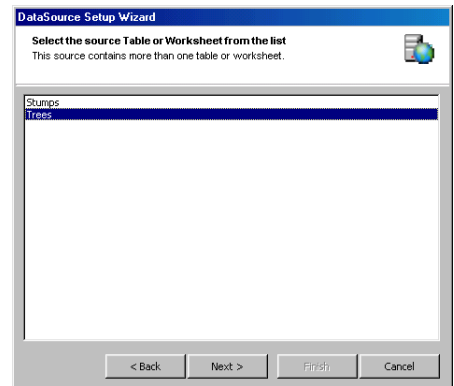 DataSource Setup Wizard
Select the source Table or Worksheet from the list
This source contains more than one table or worksheet.
Stumps
Trees
< Back Next > Finish Cancel